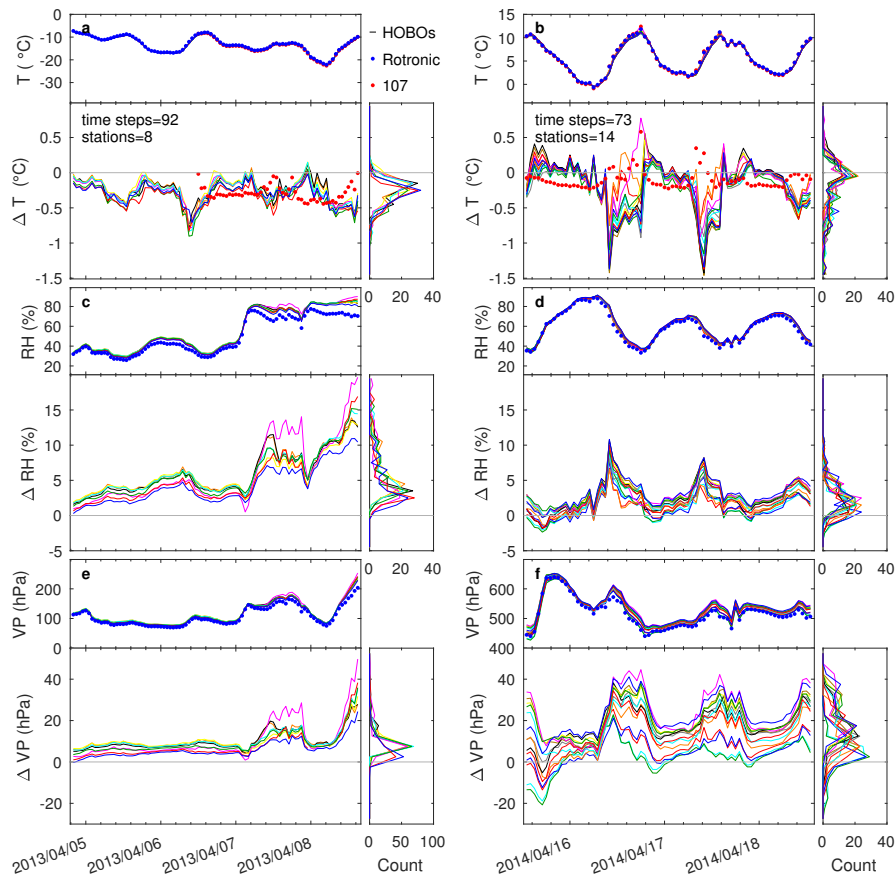 10
0
-10
-20
-30
T ( °C)
a
HOBOs
Rotronic
107
15
10
5
0
T ( °C)
b
time steps=92
stations=8
0.5
0
-0.5
-1
-1.5
Δ T (°C)
0 20 40
time steps=73
stations=14
0.5
0
-0.5
-1
-1.5
Δ T (°C)
0 20 40
80
60
40
20
RH (%)
c
80
60
40
20
RH (%)
d
15
10
5
0
-5
Δ RH (%)
0 20 40
15
10
5
0
-5
Δ RH (%)
0 20 40
200
100
0
VP (hPa)
e
600
500
400
VP (hPa)
f
40
20
0
-20
Δ VP (hPa)
0 50 100
Count
2013/04/05
2013/04/06
2013/04/07
2013/04/08
40
20
0
-20
Δ VP (hPa)
0 20 40
Count
2014/04/16
2014/04/17
2014/04/18